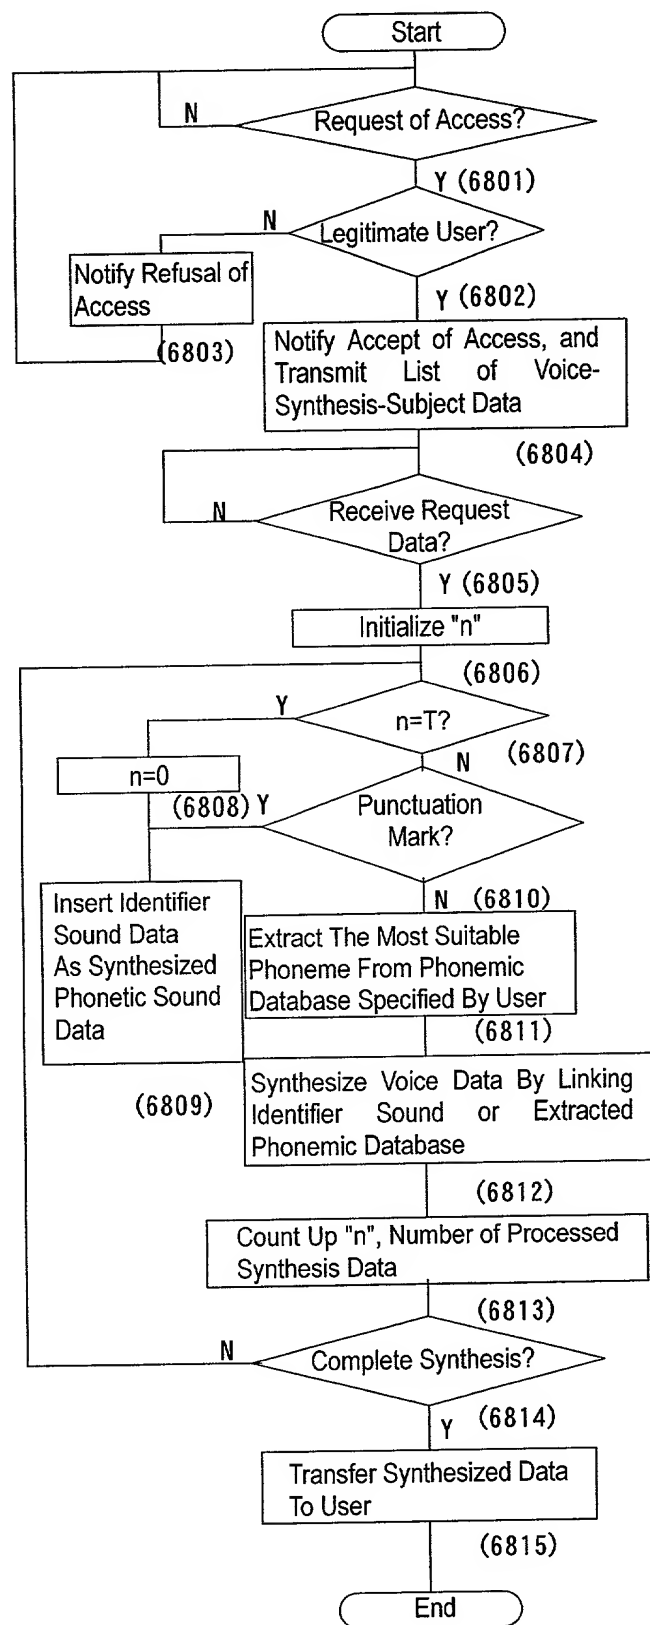 Start
N
Request of Access?
Y (6801)
N
Legitimate User?
Notify Refusal of
Access
Y (6802)
(6803)
Notify Accept of Access, and
Transmit List of Voice-
Synthesis-Subject Data
(6804)
N
Receive Request
Data?
Y (6805)
Initialize "n"
(6806)
Y
n=T?
(6807)
N
n=0
(6808)
Y
Punctuation
Mark?
N (6810)
Insert Identifier
Sound Data
As Synthesized
Phonetic Sound
Data
(6809)
Extract The Most Suitable
Phoneme From Phonemic
Database Specified By User
(6811)
Synthesize Voice Data By Linking
Identifier Sound or Extracted
Phonemic Database
(6812)
Count Up "n", Number of Processed
Synthesis Data
(6813)
N
Complete Synthesis?
Y (6814)
Transfer Synthesized Data
To User
(6815)
End